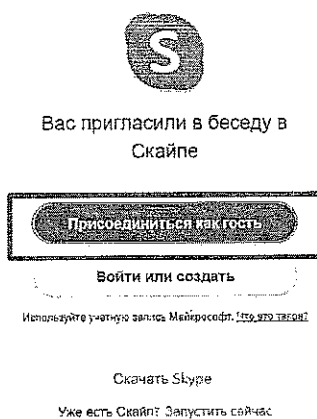 S
Вас пригласили в беседу в
Скайпе
Присоединиться как гость
Войти или создать
Используйте учетную запись Майкрософт. Что это такое?
Скачать Skype
Уже есть Скайп? Запустить сейчас